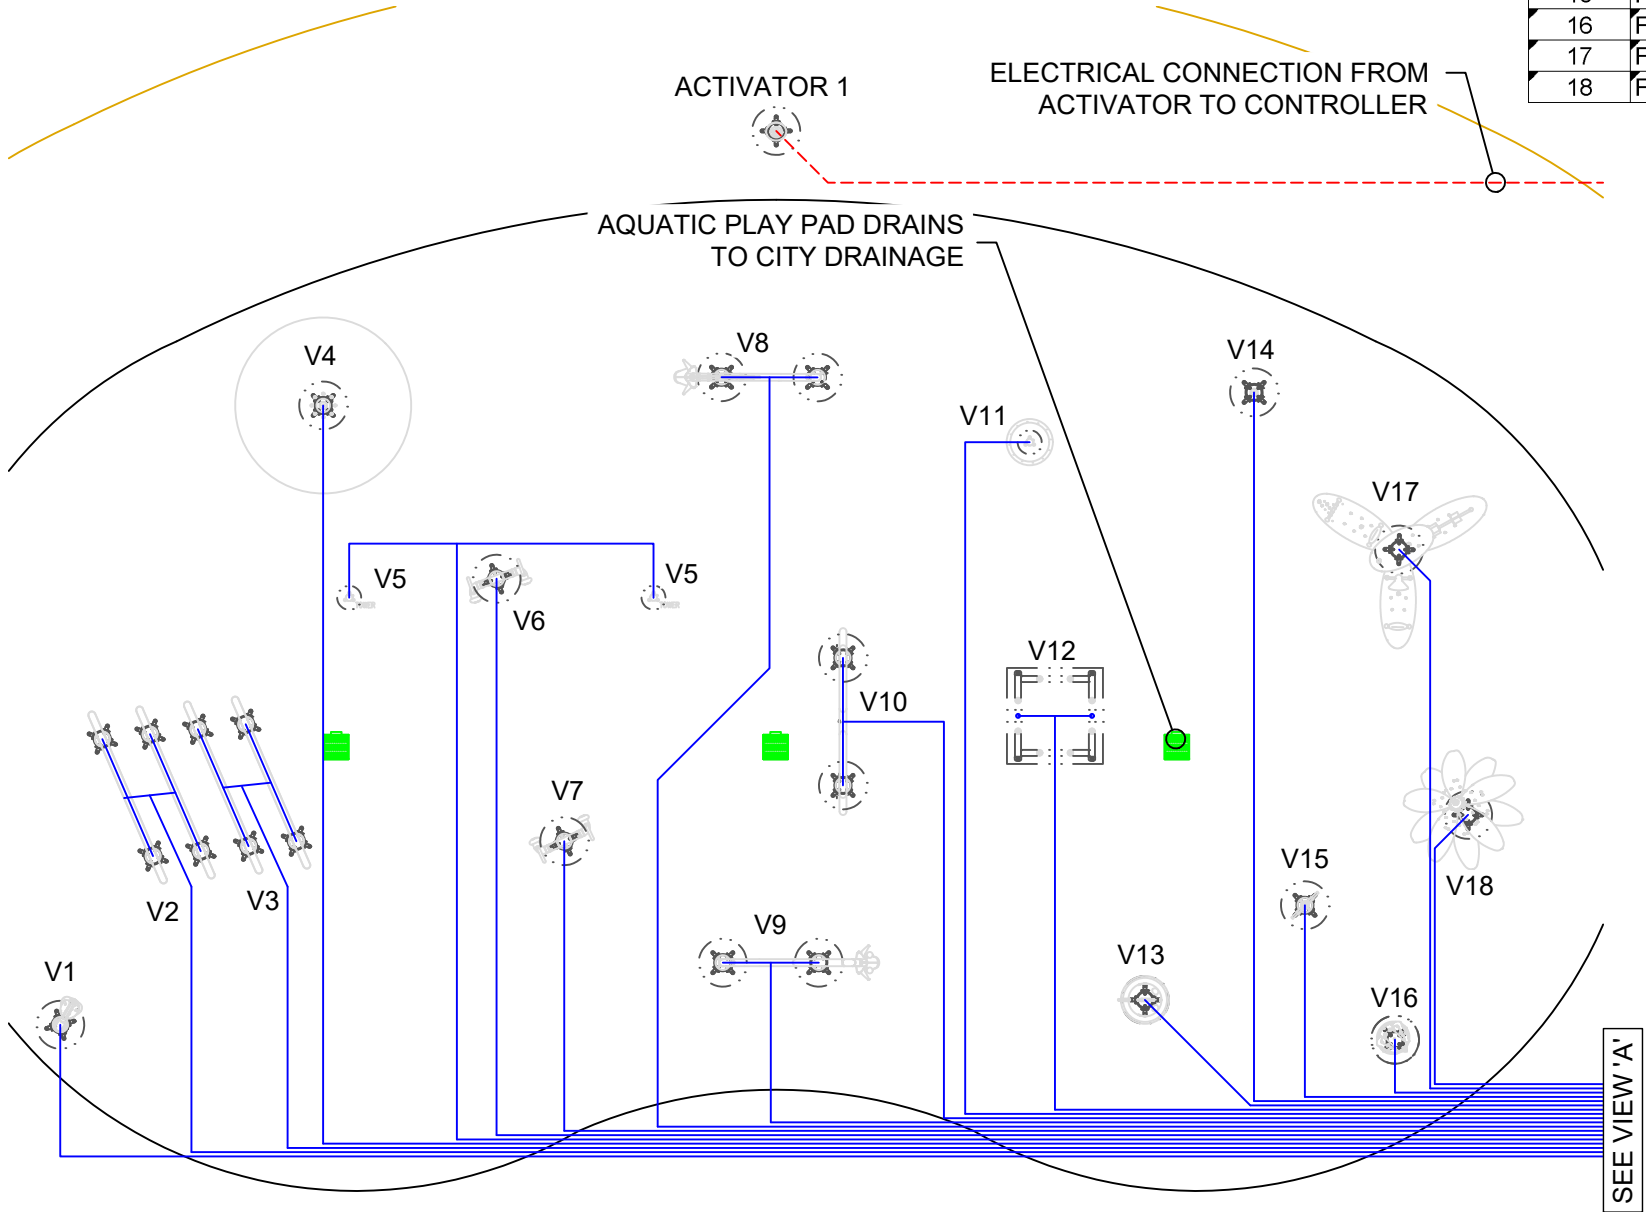 16 F
17 F
18 F
ACTIVATOR 1
ELECTRICAL CONNECTION FROM
ACTIVATOR TO CONTROLLER
AQUATIC PLAY PAD DRAINS
TO CITY DRAINAGE
V4
V8
V14
V11
V17
V5
V6
V5
V12
V10
V7
V2
V3
V15
V18
V9
V13
V1
V16
SEE VIEW 'A'